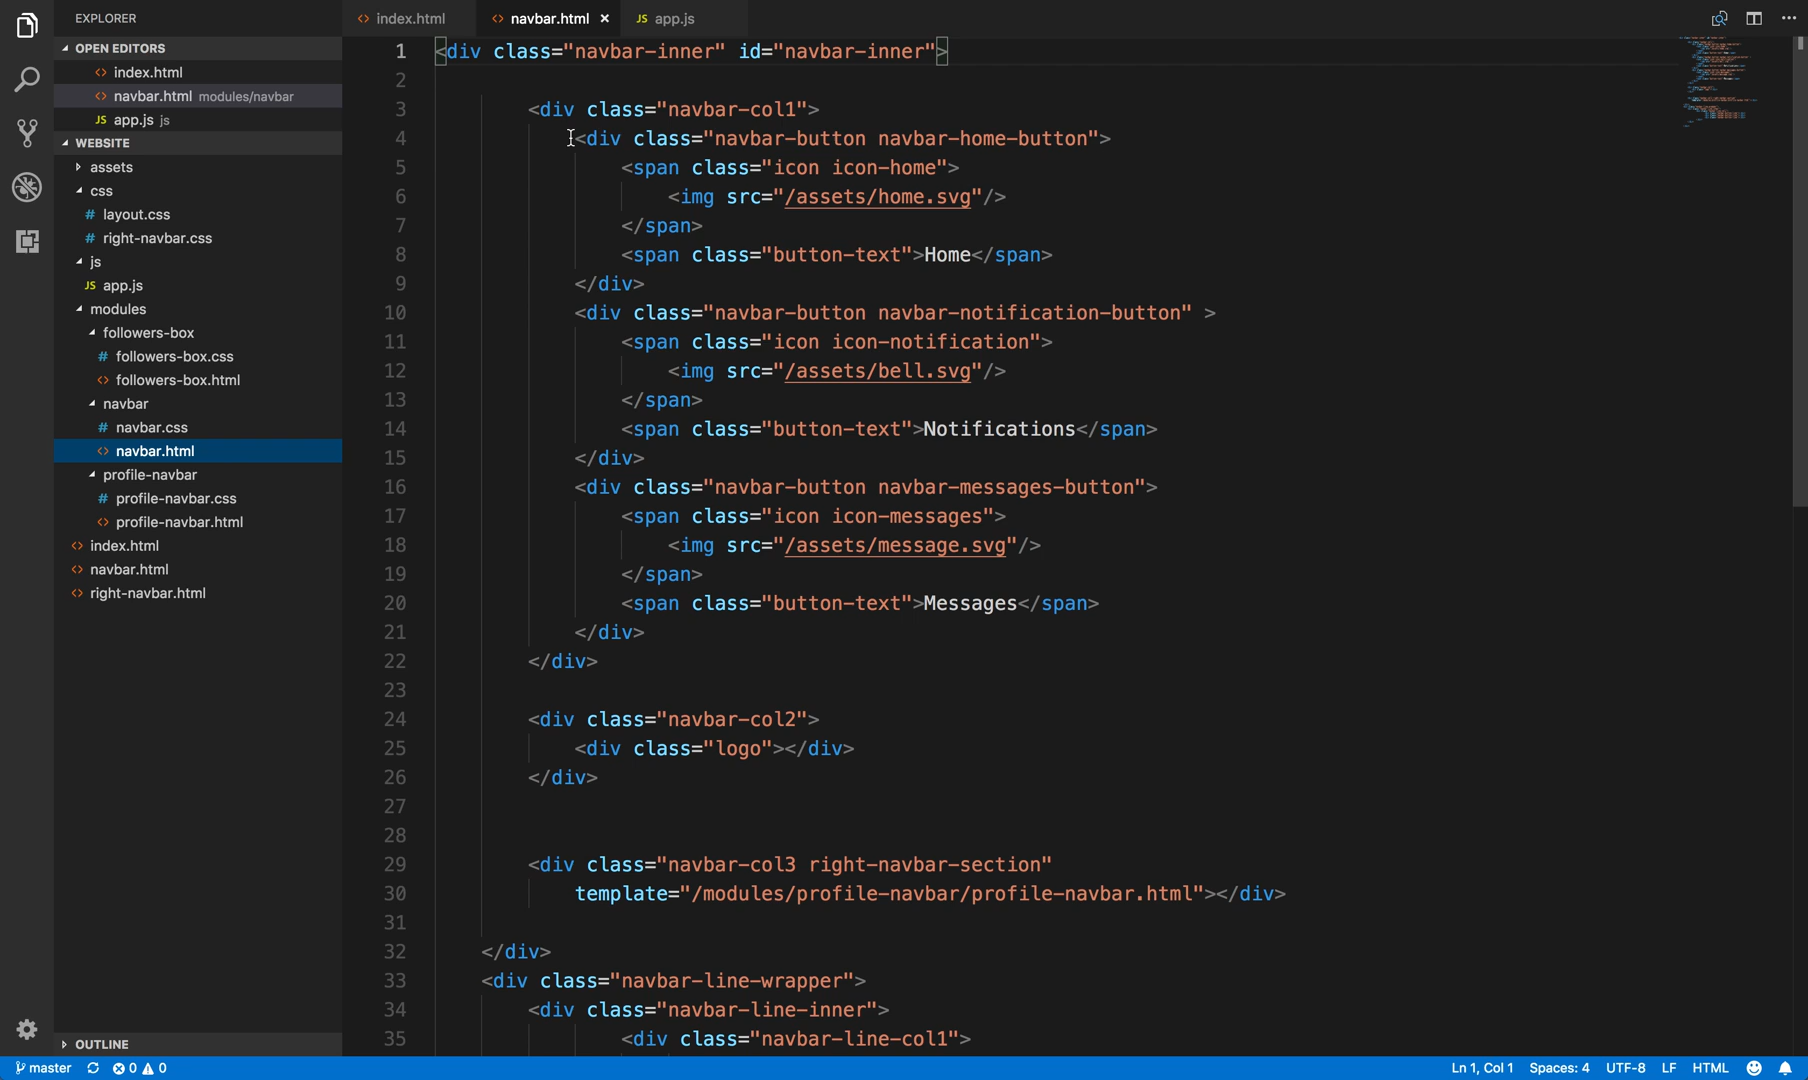 EXPLORER
OPEN EDITORS
<> index.html
<> navbar.html modules/navbar
JS app.js js
WEBSITE
assets
css
# layout.css
# right-navbar.css
js
JS app.js
modules
followers-box
# followers-box.css
<> followers-box.html
navbar
# navbar.css
<> navbar.html
profile-navbar
# profile-navbar.css
<> profile-navbar.html
<> index.html
<> navbar.html
<> right-navbar.html
OUTLINE
<> index.html <> navbar.html × JS app.js
1 <div class="navbar-inner" id="navbar-inner">
2
3 <div class="navbar-col1">
4 <div class="navbar-button navbar-home-button">
5 <span class="icon icon-home">
6 <img src="/assets/home.svg"/>
7 </span>
8 <span class="button-text">Home</span>
9 </div>
10 <div class="navbar-button navbar-notification-button" >
11 <span class="icon icon-notification">
12 <img src="/assets/bell.svg"/>
13 </span>
14 <span class="button-text">Notifications</span>
15 </div>
16 <div class="navbar-button navbar-messages-button">
17 <span class="icon icon-messages">
18 <img src="/assets/message.svg"/>
19 </span>
20 <span class="button-text">Messages</span>
21 </div>
22 </div>
23
24 <div class="navbar-col2">
25 <div class="logo"></div>
26 </div>
27
28
29 <div class="navbar-col3 right-navbar-section"
30 template="/modules/profile-navbar/profile-navbar.html"></div>
31
32 </div>
33 <div class="navbar-line-wrapper">
34 <div class="navbar-line-inner">
35 <div class="navbar-line-col1">
master 0 0 Ln 1, Col 1 Spaces: 4 UTF-8 LF HTML